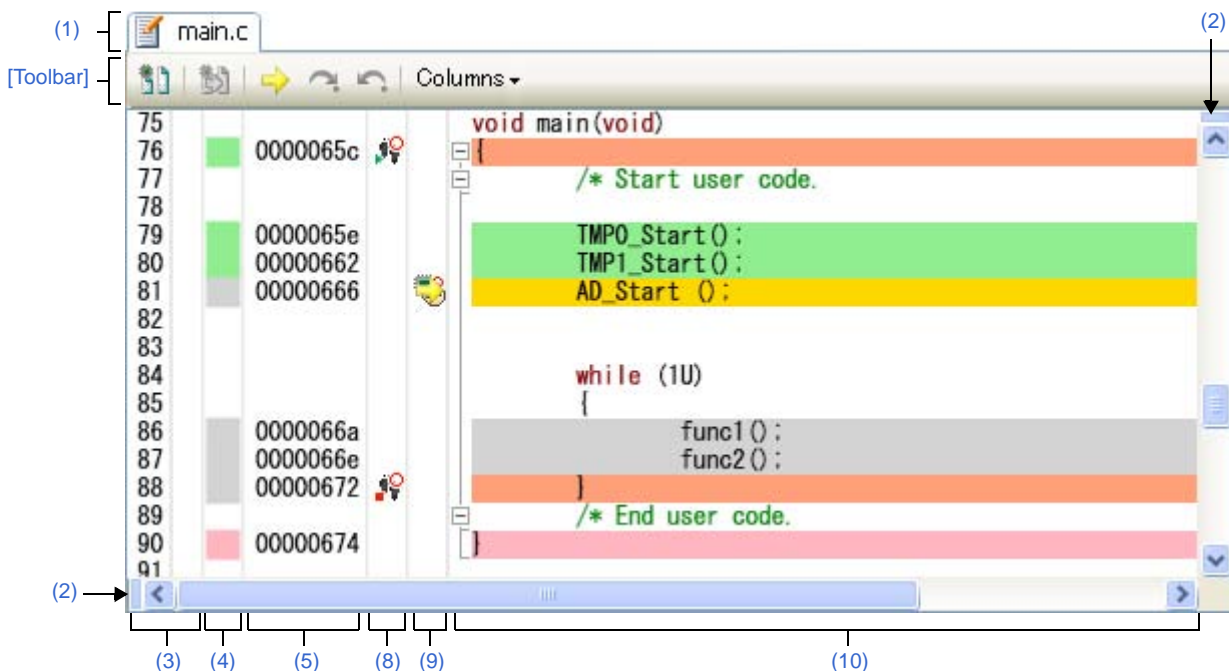 (1)
main.c
(2)
[Toolbar]
Columns
75 void main(void)
76 0000065c {
77 /* Start user code.
78
79 0000065e TMP0_Start();
80 00000662 TMP1_Start();
81 00000666 AD_Start ();
82
83
84 while (1U)
85 {
86 0000066a func1();
87 0000066e func2();
88 00000672 }
89 /* End user code.
90 00000674 }
91
(2)
(3) (4) (5) (8) (9) (10)